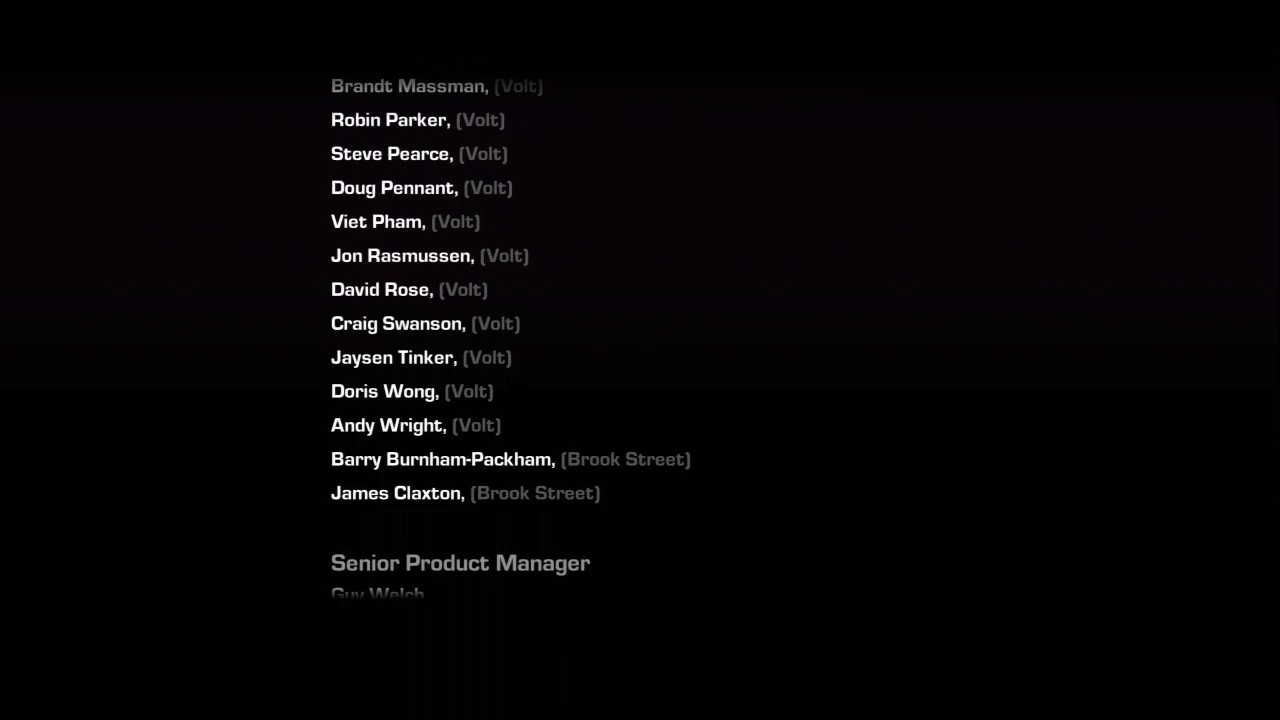 Brandt Massman, (Volt)
Robin Parker, (Volt)
Steve Pearce, (Volt)
Doug Pennant, (Volt)
Viet Pham, (Volt)
Jon Rasmussen, (Volt)
David Rose, (Volt)
Craig Swanson, (Volt)
Jaysen Tinker, (Volt)
Doris Wong, (Volt)
Andy Wright, (Volt)
Barry Burnham-Packham, (Brook Street)
James Claxton, (Brook Street)
Senior Product Manager
Guy Welch